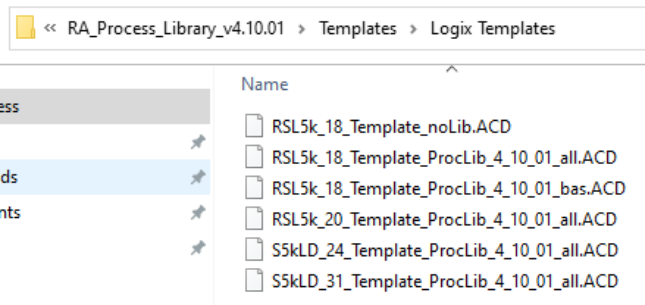 « RA_Process_Library_v4.10.01 > Templates > Logix Templates
Name
ess
RSL5k_18_Template_noLib.ACD
RSL5k_18_Template_ProcLib_4_10_01_all.ACD
ds
RSL5k_18_Template_ProcLib_4_10_01_bas.ACD
nts
RSL5k_20_Template_ProcLib_4_10_01_all.ACD
S5kLD_24_Template_ProcLib_4_10_01_all.ACD
S5kLD_31_Template_ProcLib_4_10_01_all.ACD